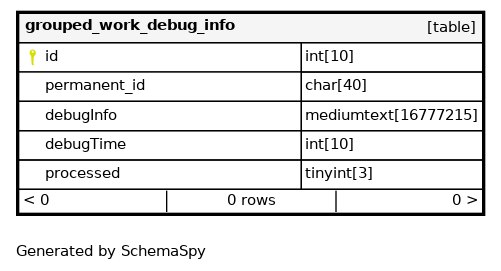 grouped_work_debug_info [table]
id int[10]
permanent_id char[40]
debugInfo mediumtext[16777215]
debugTime int[10]
processed tinyint[3]
< 0 0 rows 0 >
Generated by SchemaSpy